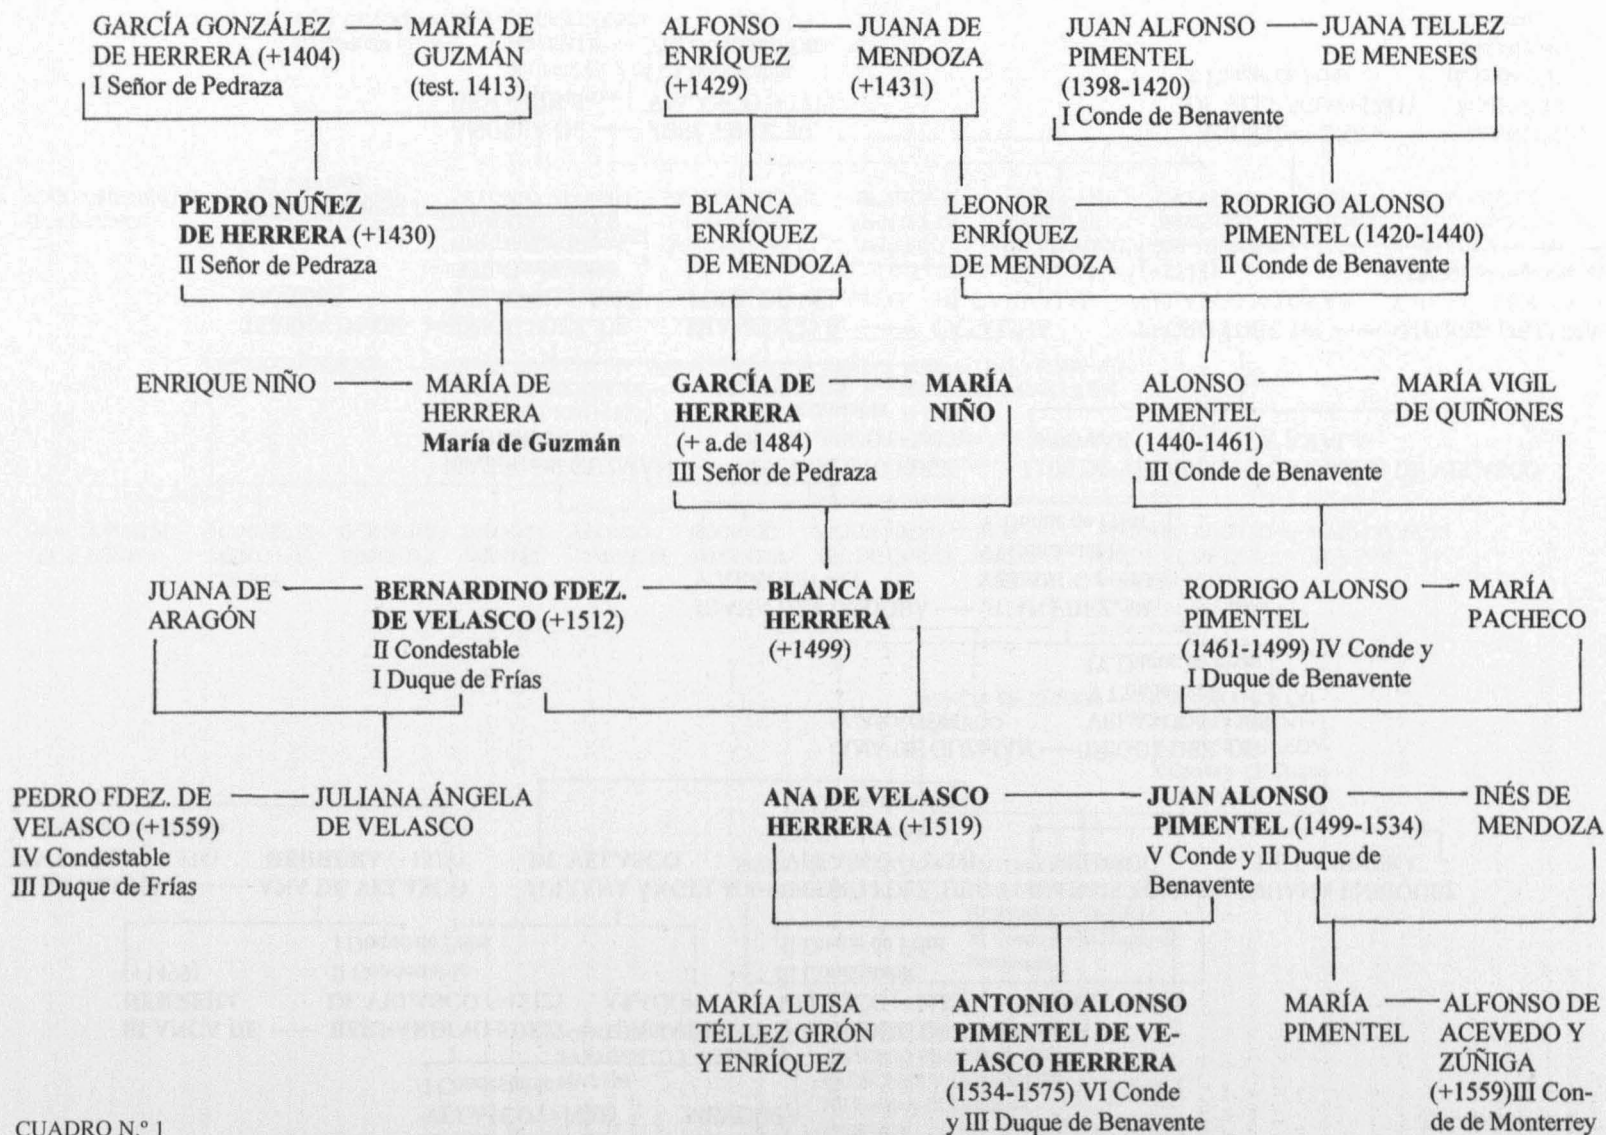 GARCÍA GONZÁLEZ
DE HERRERA (+1404)
I Señor de Pedraza
MARÍA DE
GUZMÁN
(test. 1413)
ALFONSO
ENRÍQUEZ
(+1429)
JUANA DE
MENDOZA
(+1431)
JUAN ALFONSO
PIMENTEL
(1398-1420)
I Conde de Benavente
JUANA TELLEZ
DE MENESES
PEDRO NÚÑEZ
DE HERRERA (+1430)
II Señor de Pedraza
BLANCA
ENRÍQUEZ
DE MENDOZA
LEONOR
ENRÍQUEZ
DE MENDOZA
RODRIGO ALONSO
PIMENTEL (1420-1440)
II Conde de Benavente
ENRIQUE NIÑO
MARÍA DE
HERRERA
María de Guzmán
GARCÍA DE
HERRERA
(+ a.de 1484)
III Señor de Pedraza
MARÍA
NIÑO
ALONSO
PIMENTEL
(1440-1461)
III Conde de Benavente
MARÍA VIGIL
DE QUIÑONES
JUANA DE
ARAGÓN
BERNARDINO FDEZ.
DE VELASCO (+1512)
II Condestable
I Duque de Frías
BLANCA DE
HERRERA
(+1499)
RODRIGO ALONSO
PIMENTEL
(1461-1499) IV Conde y
I Duque de Benavente
MARÍA
PACHECO
PEDRO FDEZ. DE
VELASCO (+1559)
IV Condestable
III Duque de Frías
JULIANA ÁNGELA
DE VELASCO
ANA DE VELASCO
HERRERA (+1519)
JUAN ALONSO
PIMENTEL (1499-1534)
V Conde y II Duque de
Benavente
INÉS DE
MENDOZA
MARÍA LUISA
TÉLLEZ GIRÓN
Y ENRÍQUEZ
ANTONIO ALONSO
PIMENTEL DE VE-
LASCO HERRERA
(1534-1575) VI Conde
y III Duque de Benavente
MARÍA
PIMENTEL
ALFONSO DE
ACEVEDO Y
ZÚÑIGA
(+1559)III Con-
de de Monterrey
CUADRO N.º 1